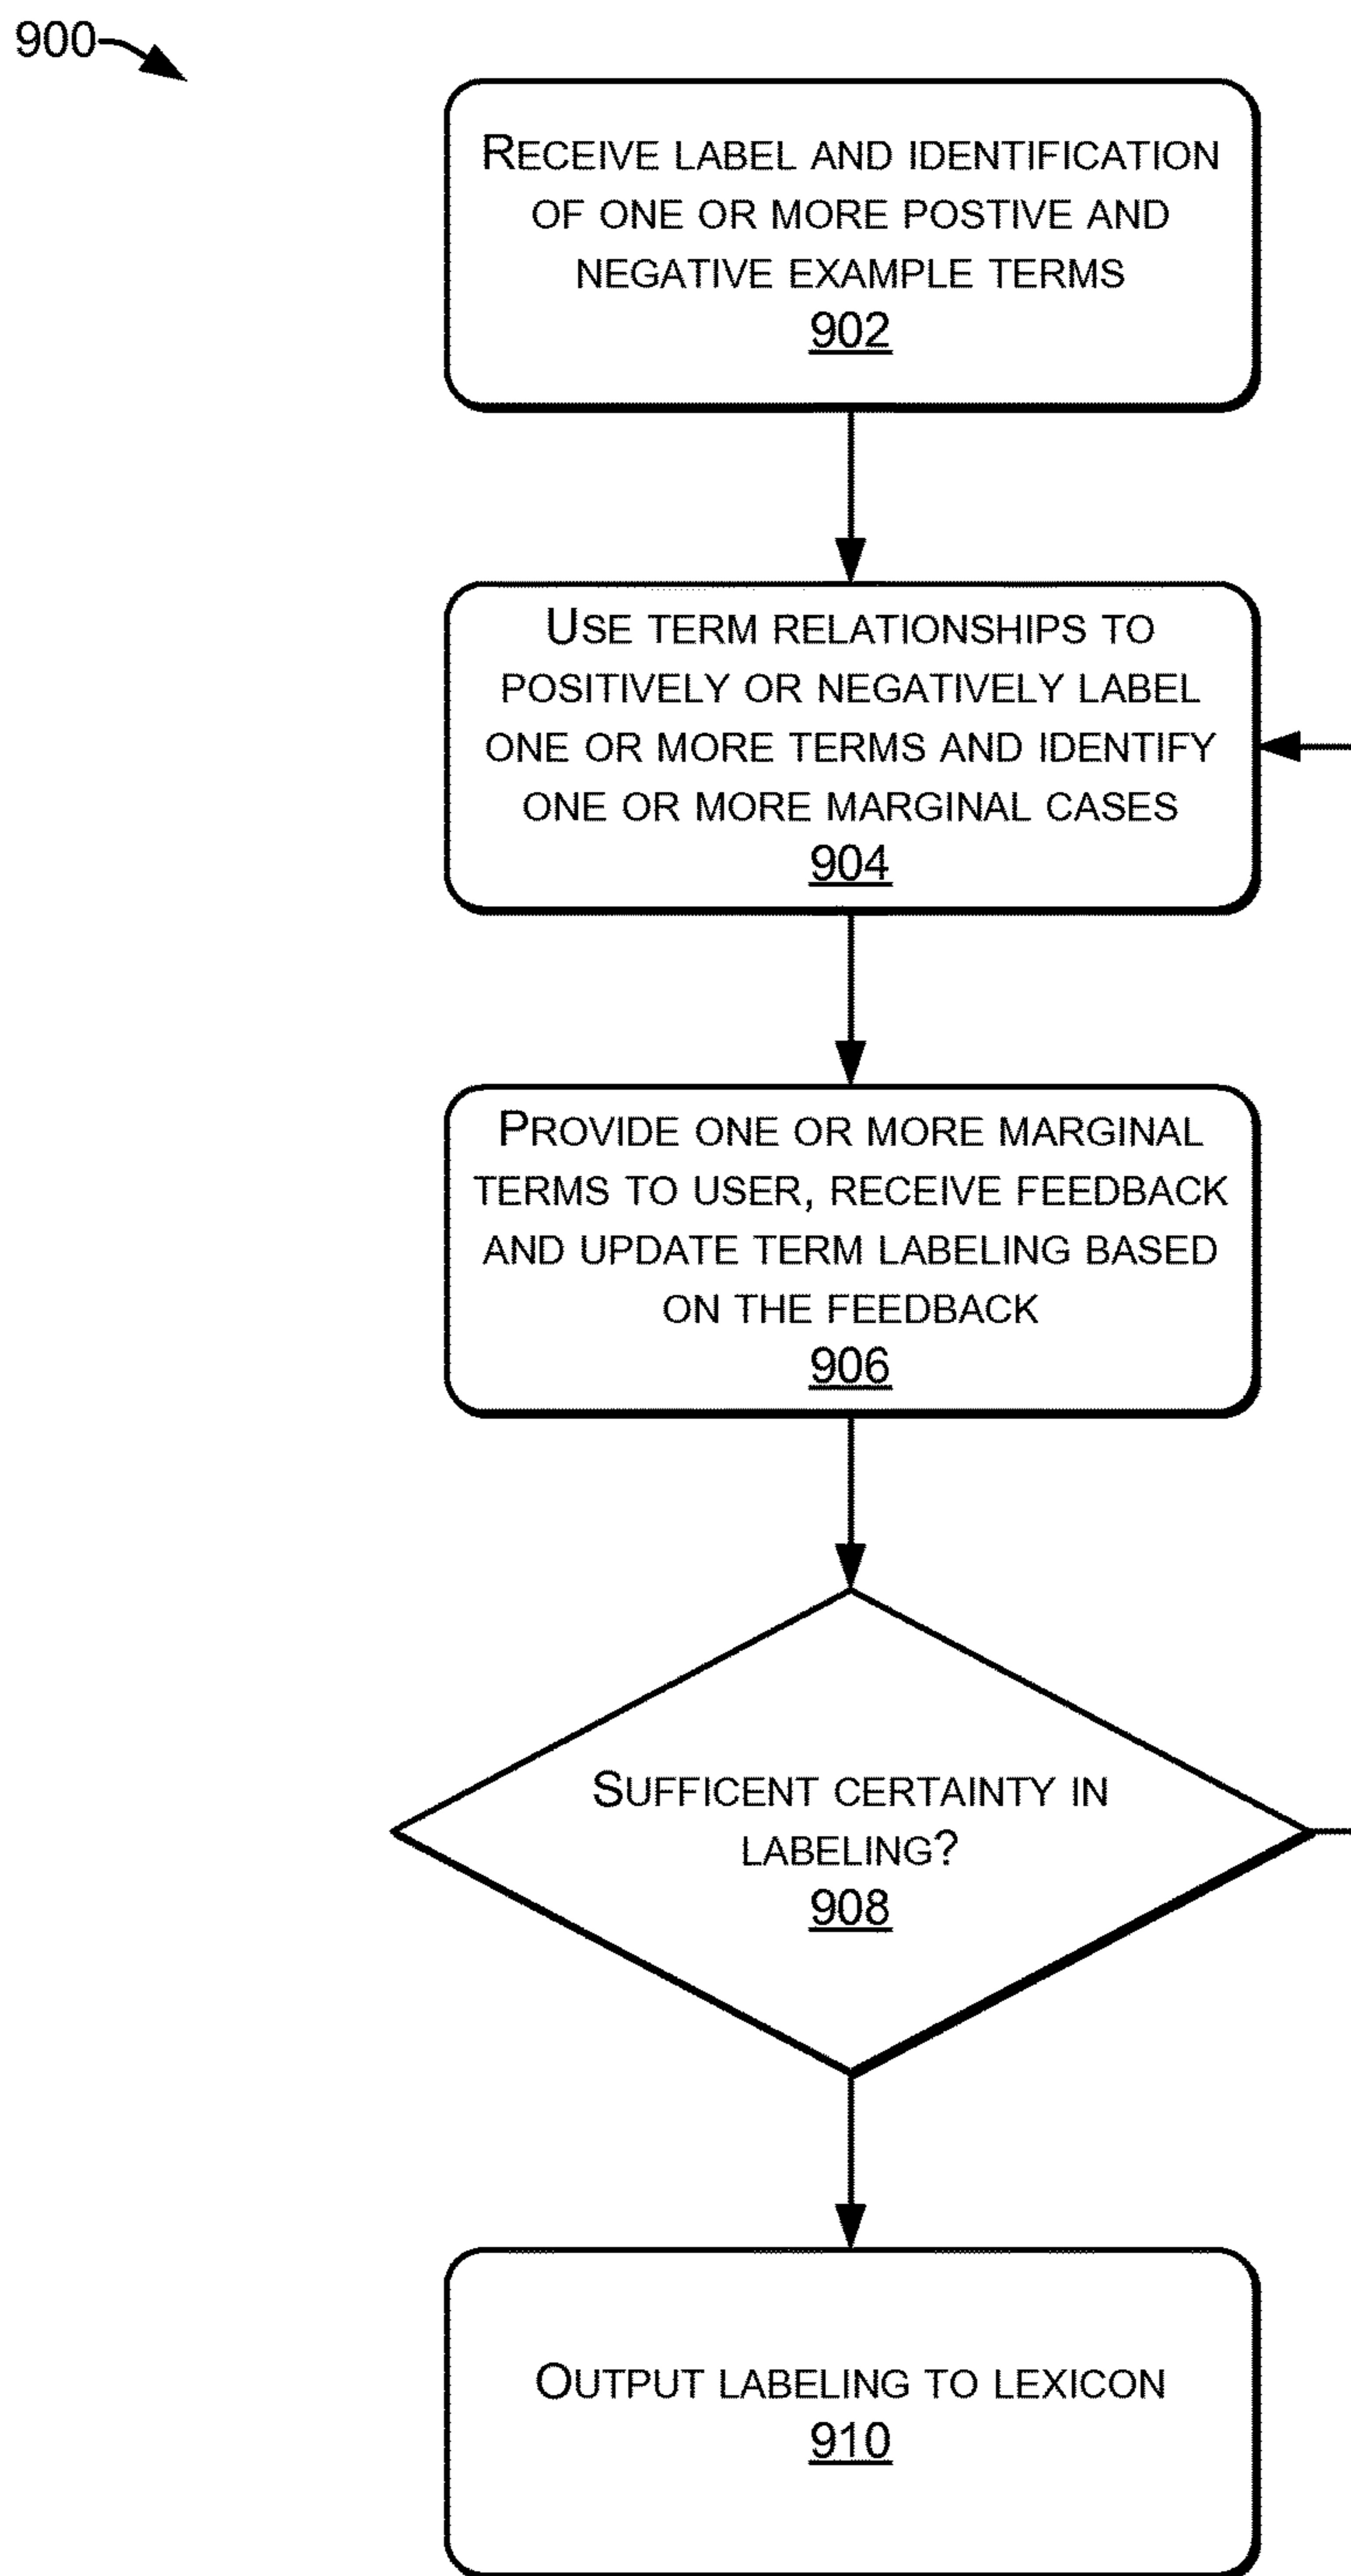 900
RECEIVE LABEL AND IDENTIFICATION
OF ONE OR MORE POSTIVE AND
NEGATIVE EXAMPLE TERMS
902
USE TERM RELATIONSHIPS TO
POSITIVELY OR NEGATIVELY LABEL
ONE OR MORE TERMS AND IDENTIFY
ONE OR MORE MARGINAL CASES
904
PROVIDE ONE OR MORE MARGINAL
TERMS TO USER, RECEIVE FEEDBACK
AND UPDATE TERM LABELING BASED
ON THE FEEDBACK
906
SUFFICENT CERTAINTY IN
LABELING?
908
OUTPUT LABELING TO LEXICON
910